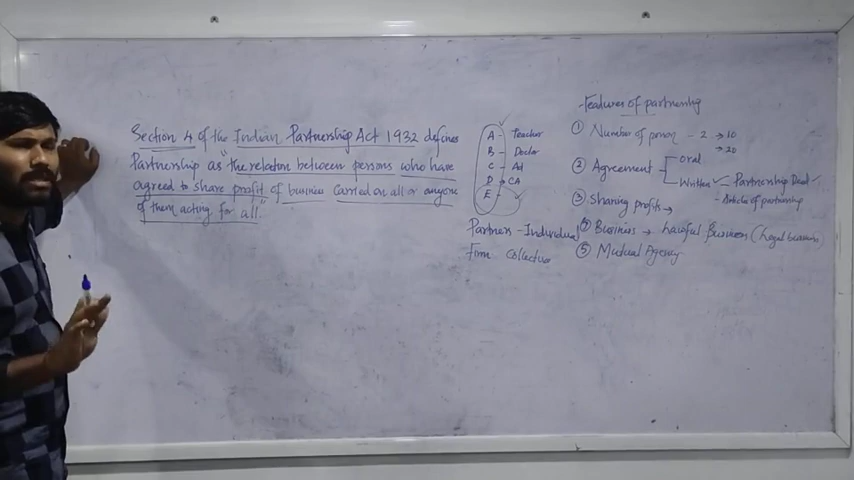 Section 4 of the Indian Partnership Act 1932 defines
Partnership as "the relation between persons who have
agreed to share profit of business carried on all or anyone
of them acting for all."
A - Teacher
B - Doctor
C - Ad
D → CA
E -
Partner - Individual
Firm Collective
Features of partnership
① Number of person - 2 → 10
→ 20
② Agreement - oral
Written ✓ - Partnership Deed ✓
- Article of partnership
③ Sharing profits →
④ Business → Lawful Business (Legal business)
⑤ Mutual Agency